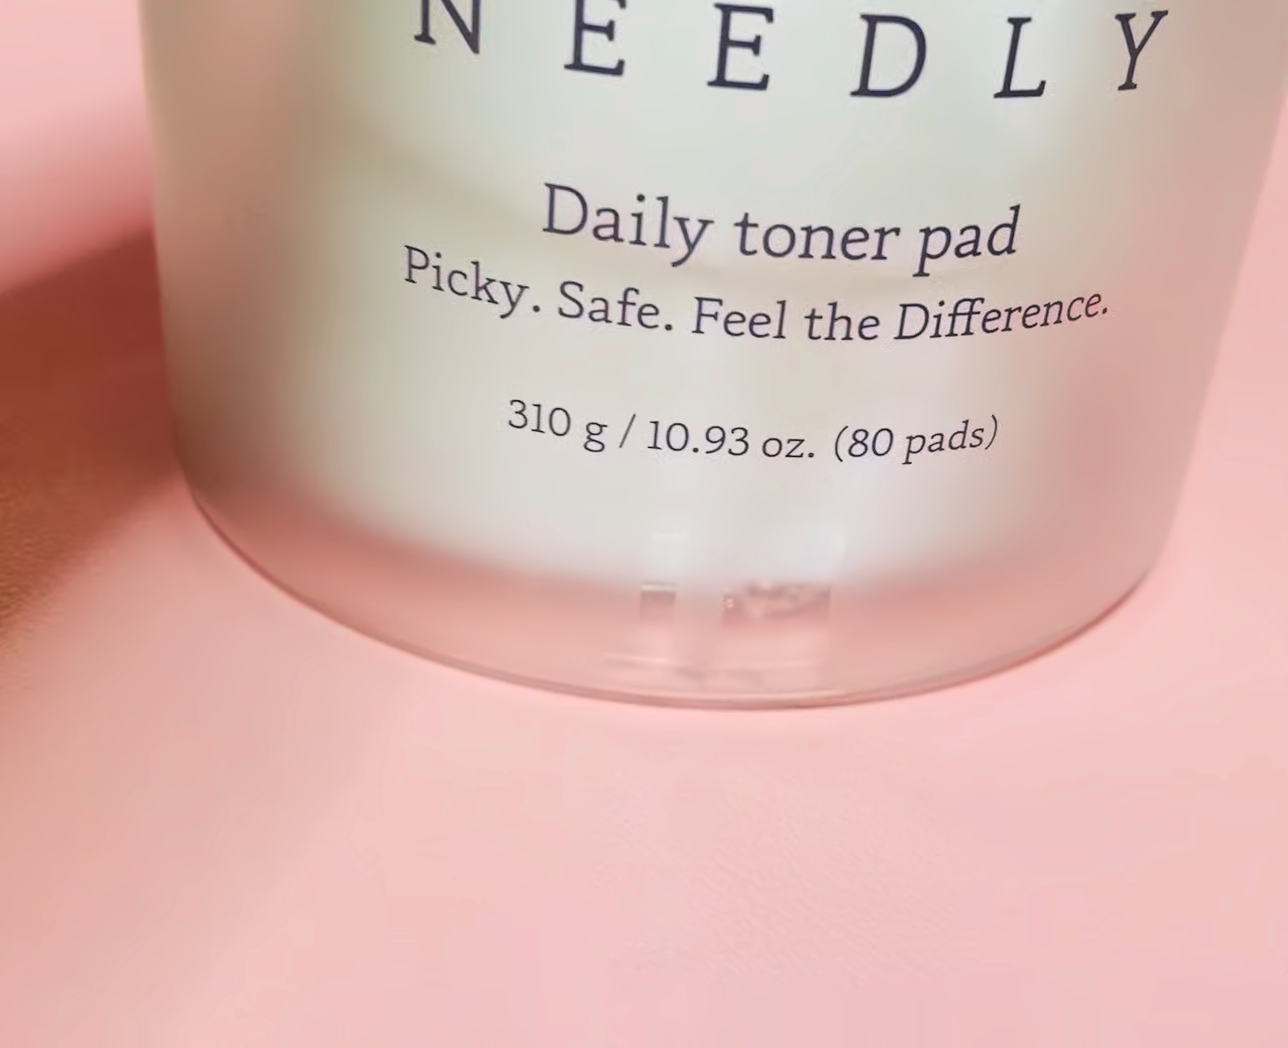 NEEDLY
Daily toner pad
Picky. Safe. Feel the Difference.
310 g / 10.93 oz. (80 pads)